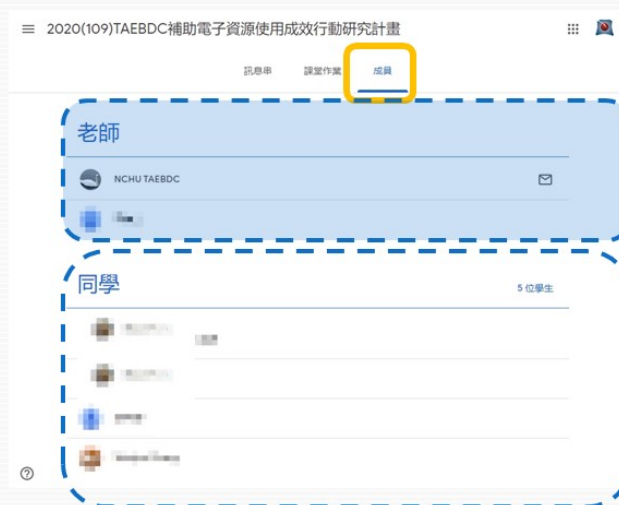 2020(109)TAEBDC補助電子資源使用成效行動研究計畫
訊息串 課堂作業 成員
老師
NCHU TAEBDC
同學
5 位學生